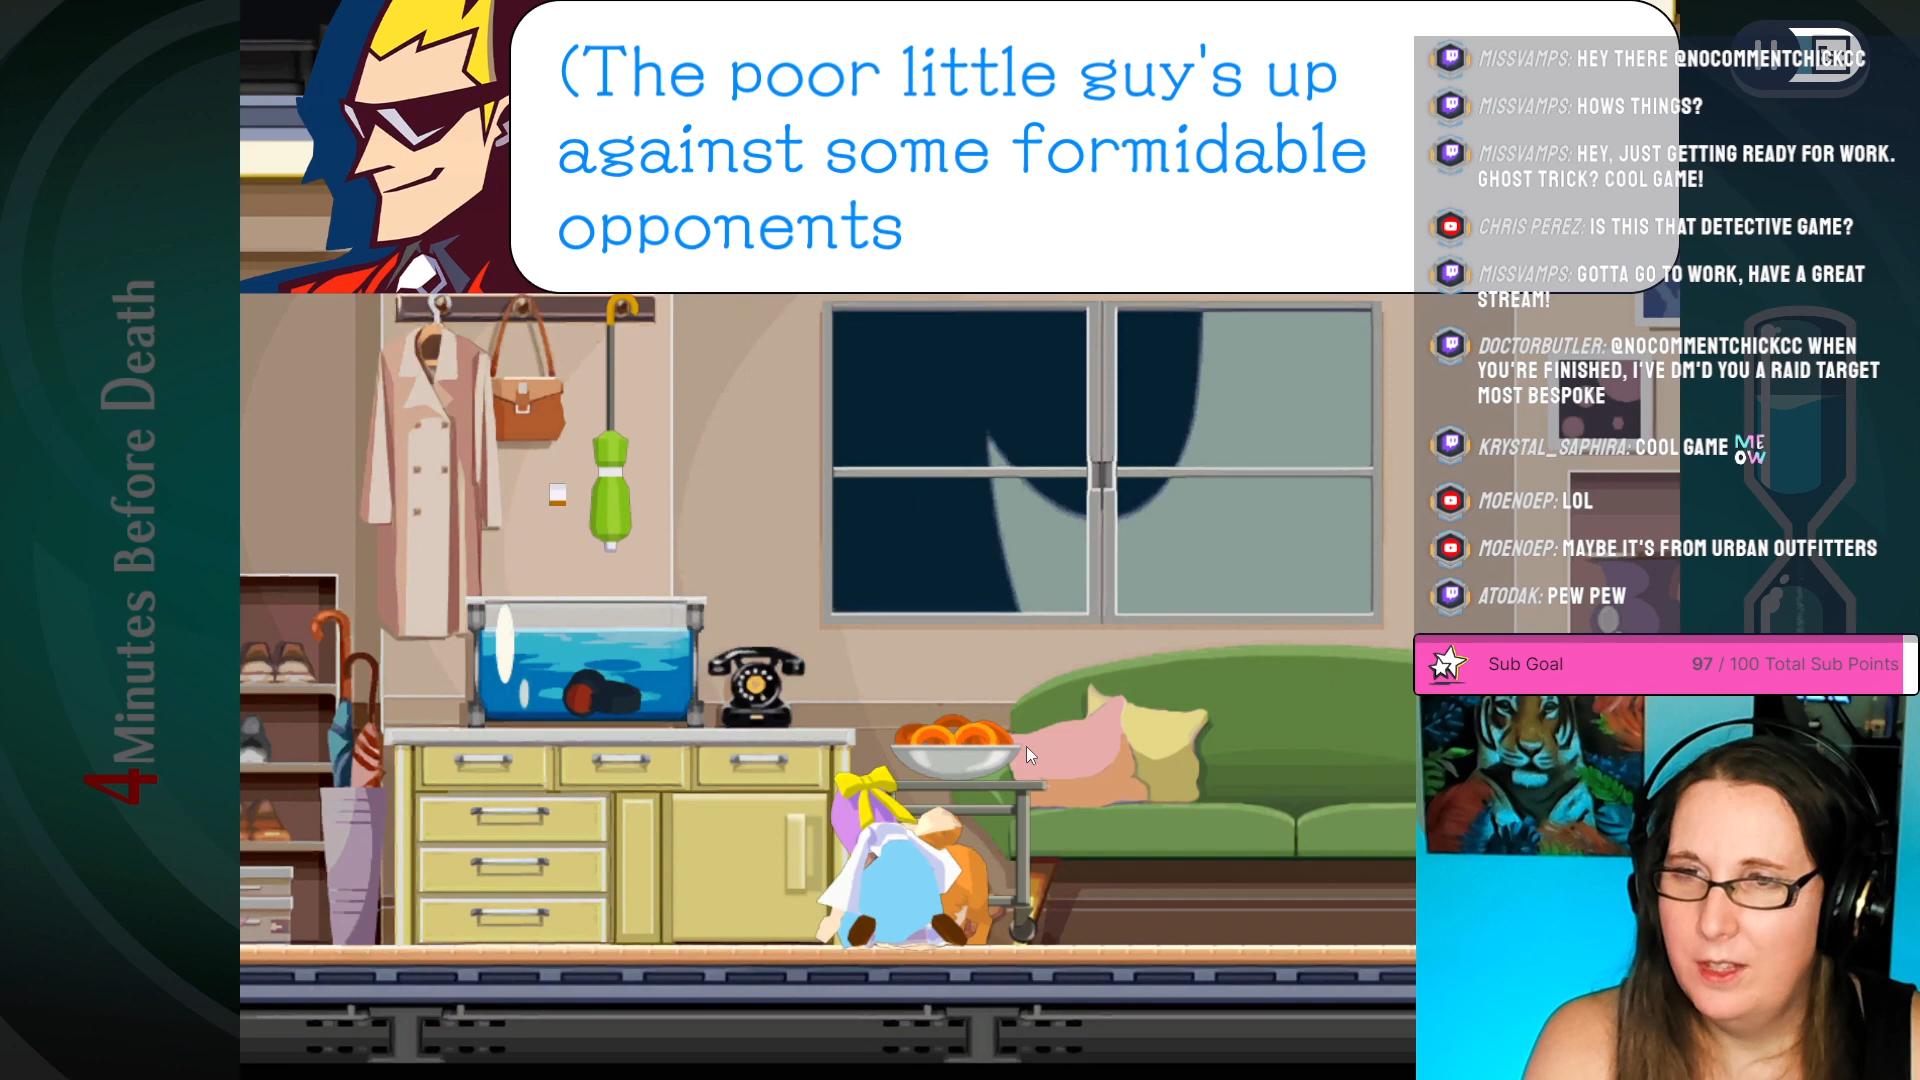 (The poor little guy's up
against some formidable
opponents
4 Minutes Before Death
MISSVAMPS: HEY THERE @NOCOMMENTCHICKCC
MISSVAMPS: HOWS THINGS?
MISSVAMPS: HEY, JUST GETTING READY FOR WORK.
GHOST TRICK? COOL GAME!
CHRIS PEREZ: IS THIS THAT DETECTIVE GAME?
MISSVAMPS: GOTTA GO TO WORK, HAVE A GREAT
STREAM!
DOCTORBUTLER: @NOCOMMENTCHICKCC WHEN
YOU'RE FINISHED, I'VE DM'D YOU A RAID TARGET
MOST BESPOKE
KRYSTAL_SAPHIRA: COOL GAME ME
OW
MOENOEP: LOL
MOENOEP: MAYBE IT'S FROM URBAN OUTFITTERS
ATODAK: PEW PEW
Sub Goal 97 / 100 Total Sub Points